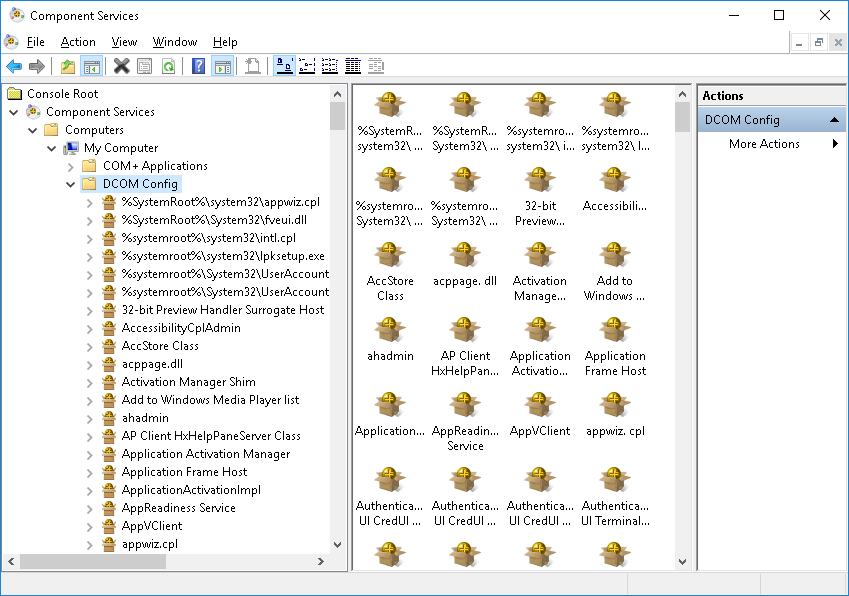 Component Services
File Action View Window Help
Console Root
Component Services
Computers
My Computer
COM+ Applications
DCOM Config
%SystemRoot%\system32\appwiz.cpl
%SystemRoot%\System\fveui.dll
%systemroot%\system32\intl.cpl
%systemroot%\system32\lpksetup.exe
%systemroot%\System32\UserAccount
%systemroot%\System32\UserAccount
32-bit Preview Handler Surrogate Host
AccessibilityCplAdmin
AccStore Class
acppage.dll
Activation Manager Shim
Add to Windows Media Player list
ahadmin
AP Client HxHelpPaneServer Class
Application Activation Manager
Application Frame Host
ApplicationActivationImpl
AppReadiness Service
AppVClient
appwiz.cpl
%SystemR... %SystemR... %systemro... %systemro...
system32\ ... System32\ ... system32\ i... system32\ l...
%systemro... %systemro... 32-bit Accessibili...
System32\ ... System32\ ... Preview...
AccStore acppage. dll Activation Add to
Class Manage... Windows ...
ahadmin AP Client Application Application
HxHelpPan... Activatio... Frame Host
Application... AppReadin... AppVClient appwiz. cpl
Service
Authentica... Authentica... Authentica... Authentica...
UI CredUI ... UI CredUI ... UI CredUI ... UI Terminal...
Actions
DCOM Config
More Actions